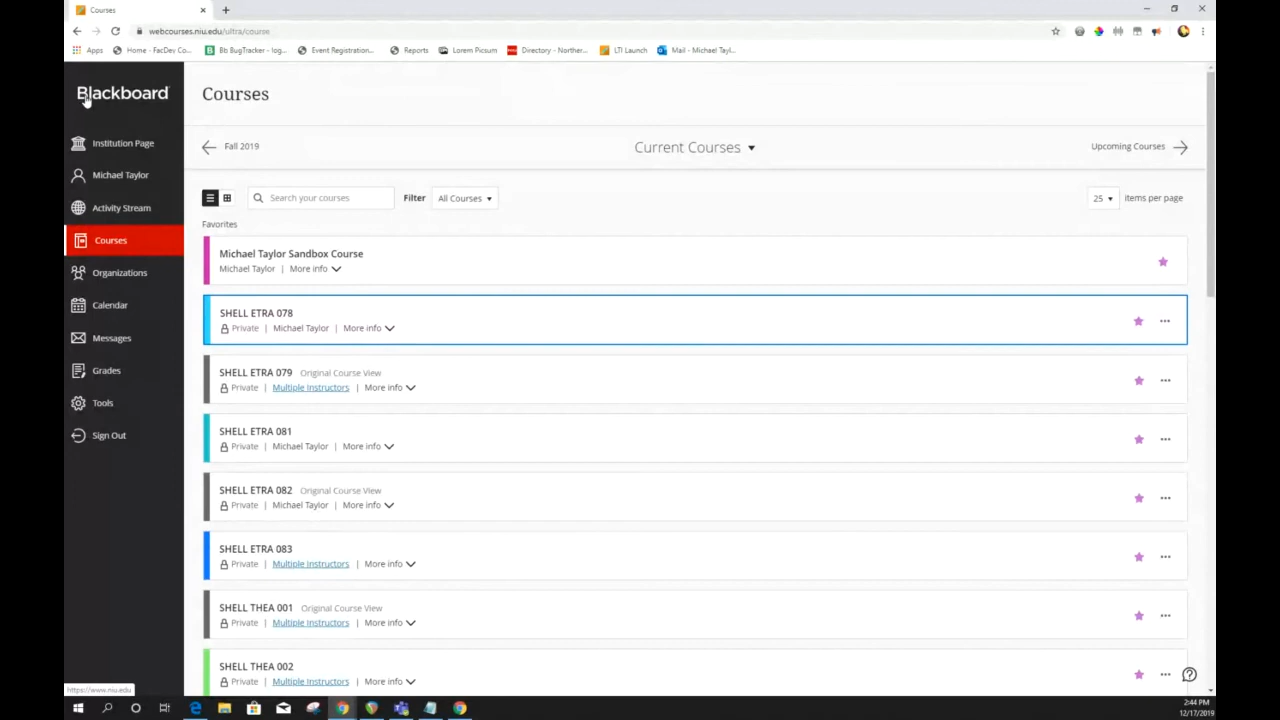 Courses
webcourses.niu.edu/ultra/course
Apps Home - FacDev Co... Bb BugTracker - log... Event Registration... Reports Lorem Picsum Directory - Norther... LTI Launch Mail - Michael Tayl...
Blackboard
Institution Page
Michael Taylor
Activity Stream
Courses
Organizations
Calendar
Messages
Grades
Tools
Sign Out
Courses
Fall 2019 Current Courses Upcoming Courses
Search your courses Filter All Courses 25 items per page
Favorites
Michael Taylor Sandbox Course
Michael Taylor | More info
SHELL ETRA 078
Private | Michael Taylor | More info
SHELL ETRA 079 Original Course View
Private | Multiple Instructors | More info
SHELL ETRA 081
Private | Michael Taylor | More info
SHELL ETRA 082 Original Course View
Private | Michael Taylor | More info
SHELL ETRA 083
Private | Multiple Instructors | More info
SHELL THEA 001 Original Course View
Private | Multiple Instructors | More info
SHELL THEA 002
Private | Multiple Instructors | More info
https://www.niu.edu
2:44 PM
12/17/2019